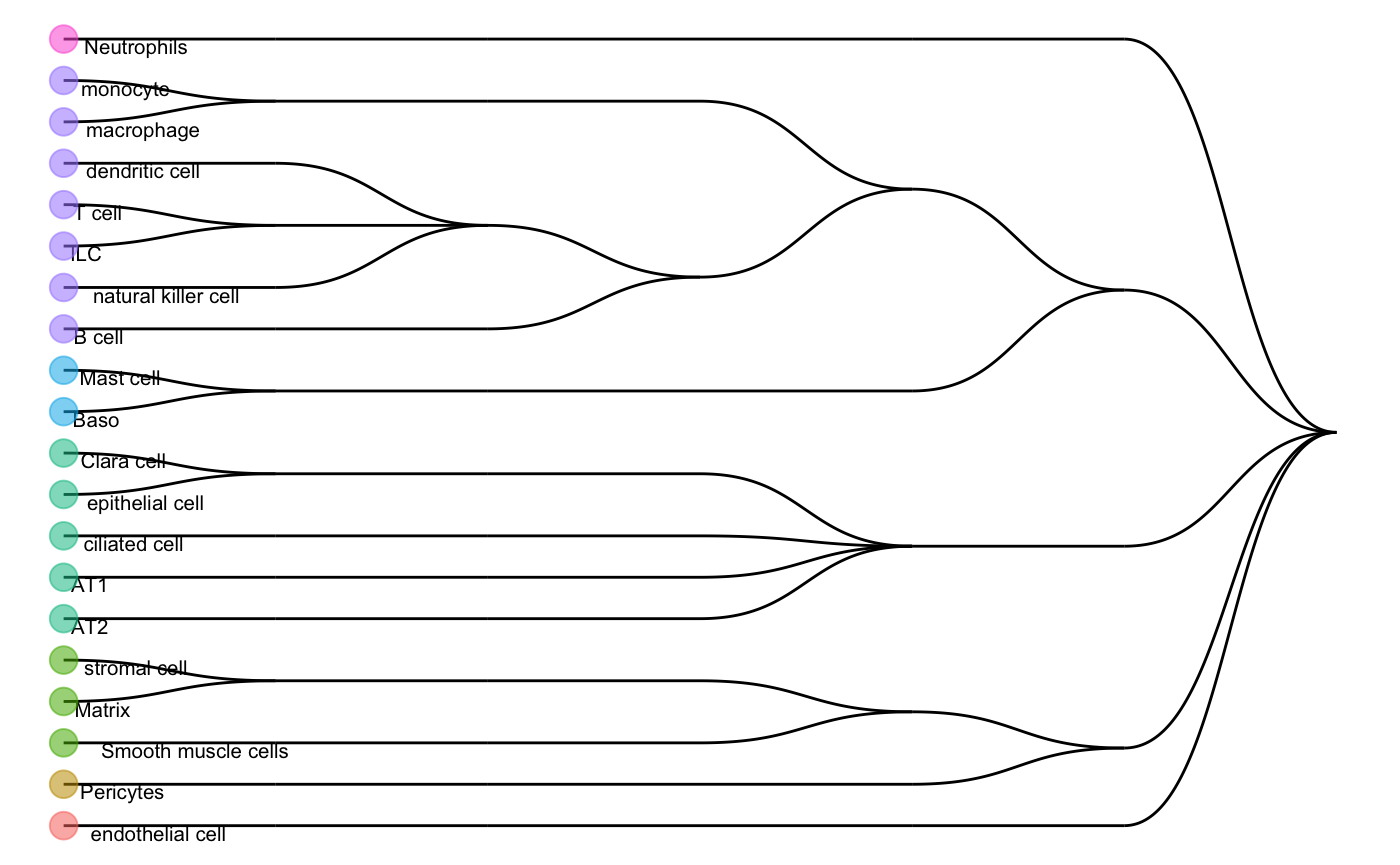 Neutrophils
monocyte
macrophage
dendritic cell
T cell
ILC
natural killer cell
B cell
Mast cell
Baso
Clara cell
epithelial cell
ciliated cell
AT1
AT2
stromal cell
Matrix
Smooth muscle cells
Pericytes
endothelial cell